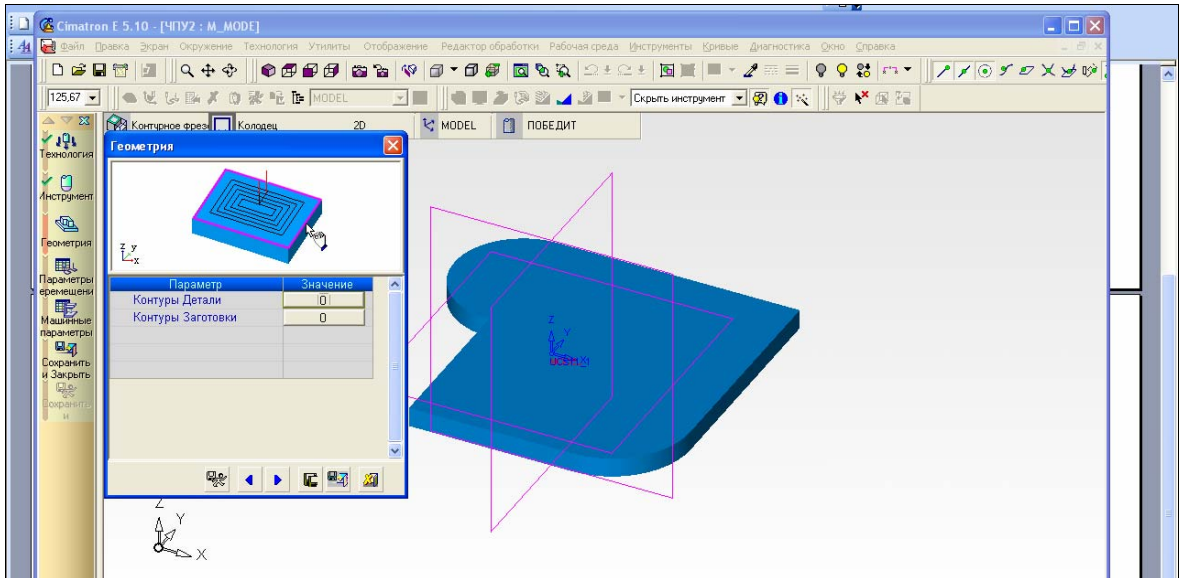 Cimatron E 5.10 - [ЧПУ2 : M_MODE]
Файл Правка Экран Окружение Технология Утилиты Отображение Редактор обработки Рабочая среда Инструменты Кривые Диагностика Окно Справка
125,67 MODEL Скрыть инструмент
Контурное фрез Колодец 2D MODEL ПОБЕДИТ
Технология
Инструмент
Геометрия
Параметры
еремещени
Машинные
параметры
Сохранить
и Закрыть
Сохранить
и
Геометрия
Z Y
X
Параметр Значение
Контуры Детали 0
Контуры Заготовки 0
Z
Y
X
Z
Y
X